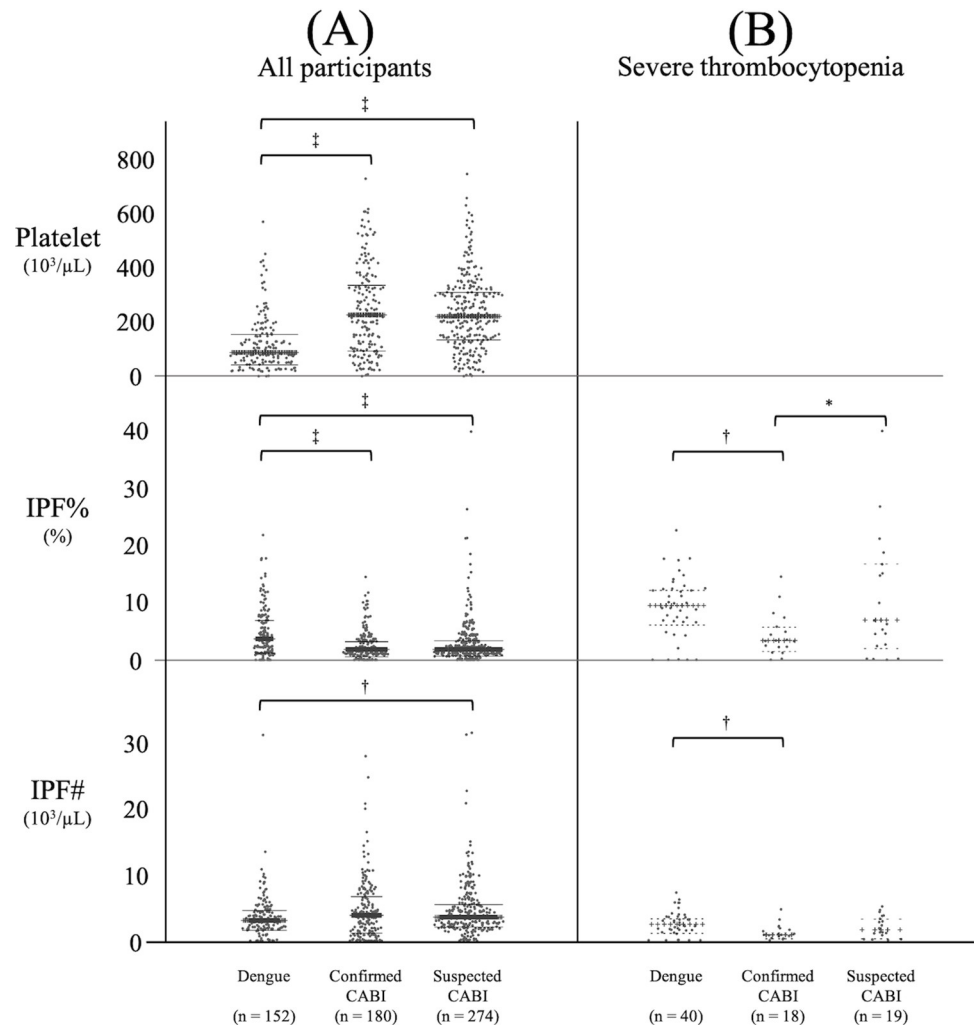 (A)
All participants
(B)
Severe thrombocytopenia
‡
‡
Platelet
(10³/µL)
800
600
400
200
0
‡
‡
*
†
IPF%
(%)
40
30
20
10
0
†
†
IPF#
(10³/µL)
30
20
10
0
Dengue
(n = 152)
Confirmed
CABI
(n = 180)
Suspected
CABI
(n = 274)
Dengue
(n = 40)
Confirmed
CABI
(n = 18)
Suspected
CABI
(n = 19)